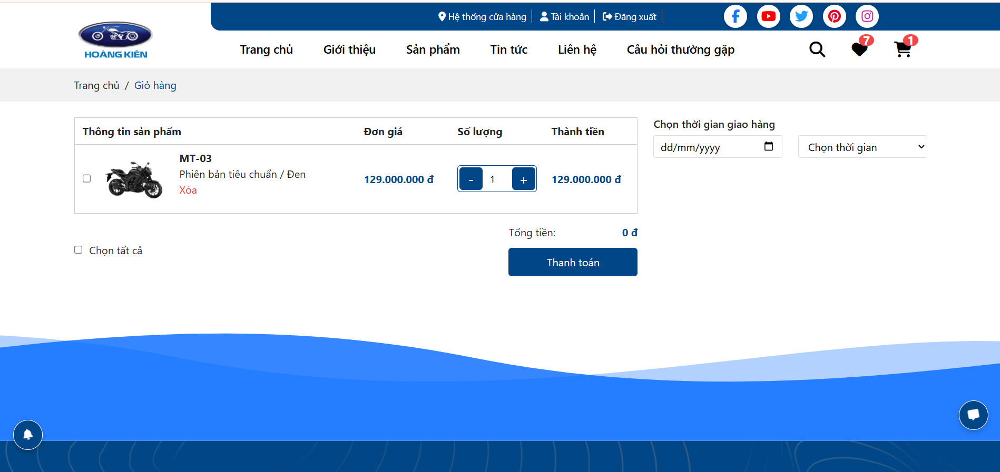 Hệ thống cửa hàng
Tài khoản
Đăng xuất
HOÀNG KIÊN
Trang chủ
Giới thiệu
Sản phẩm
Tin tức
Liên hệ
Câu hỏi thường gặp
7
1
Trang chủ / Giỏ hàng
Thông tin sản phẩm
Đơn giá
Số lượng
Thành tiền
MT-03
Phiên bản tiêu chuẩn / Đen
Xóa
129.000.000 đ
- 1 +
129.000.000 đ
Chọn thời gian giao hàng
dd/mm/yyyy
Chọn thời gian
Tổng tiền: 0 đ
Chọn tất cả
Thanh toán